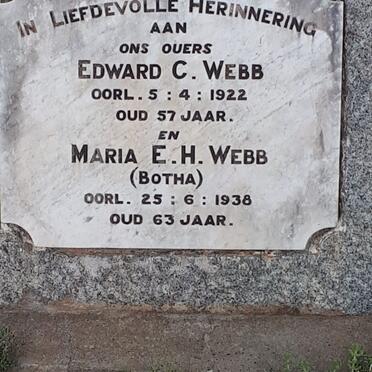 IN LIEFDEVOLLE HERINNERING
AAN
ONS OUERS
EDWARD C. WEBB
OORL. 5 : 4 : 1922
OUD 57 JAAR.
EN
MARIA E.H. WEBB
(BOTHA)
OORL. 25 : 6 : 1938
OUD 63 JAAR.